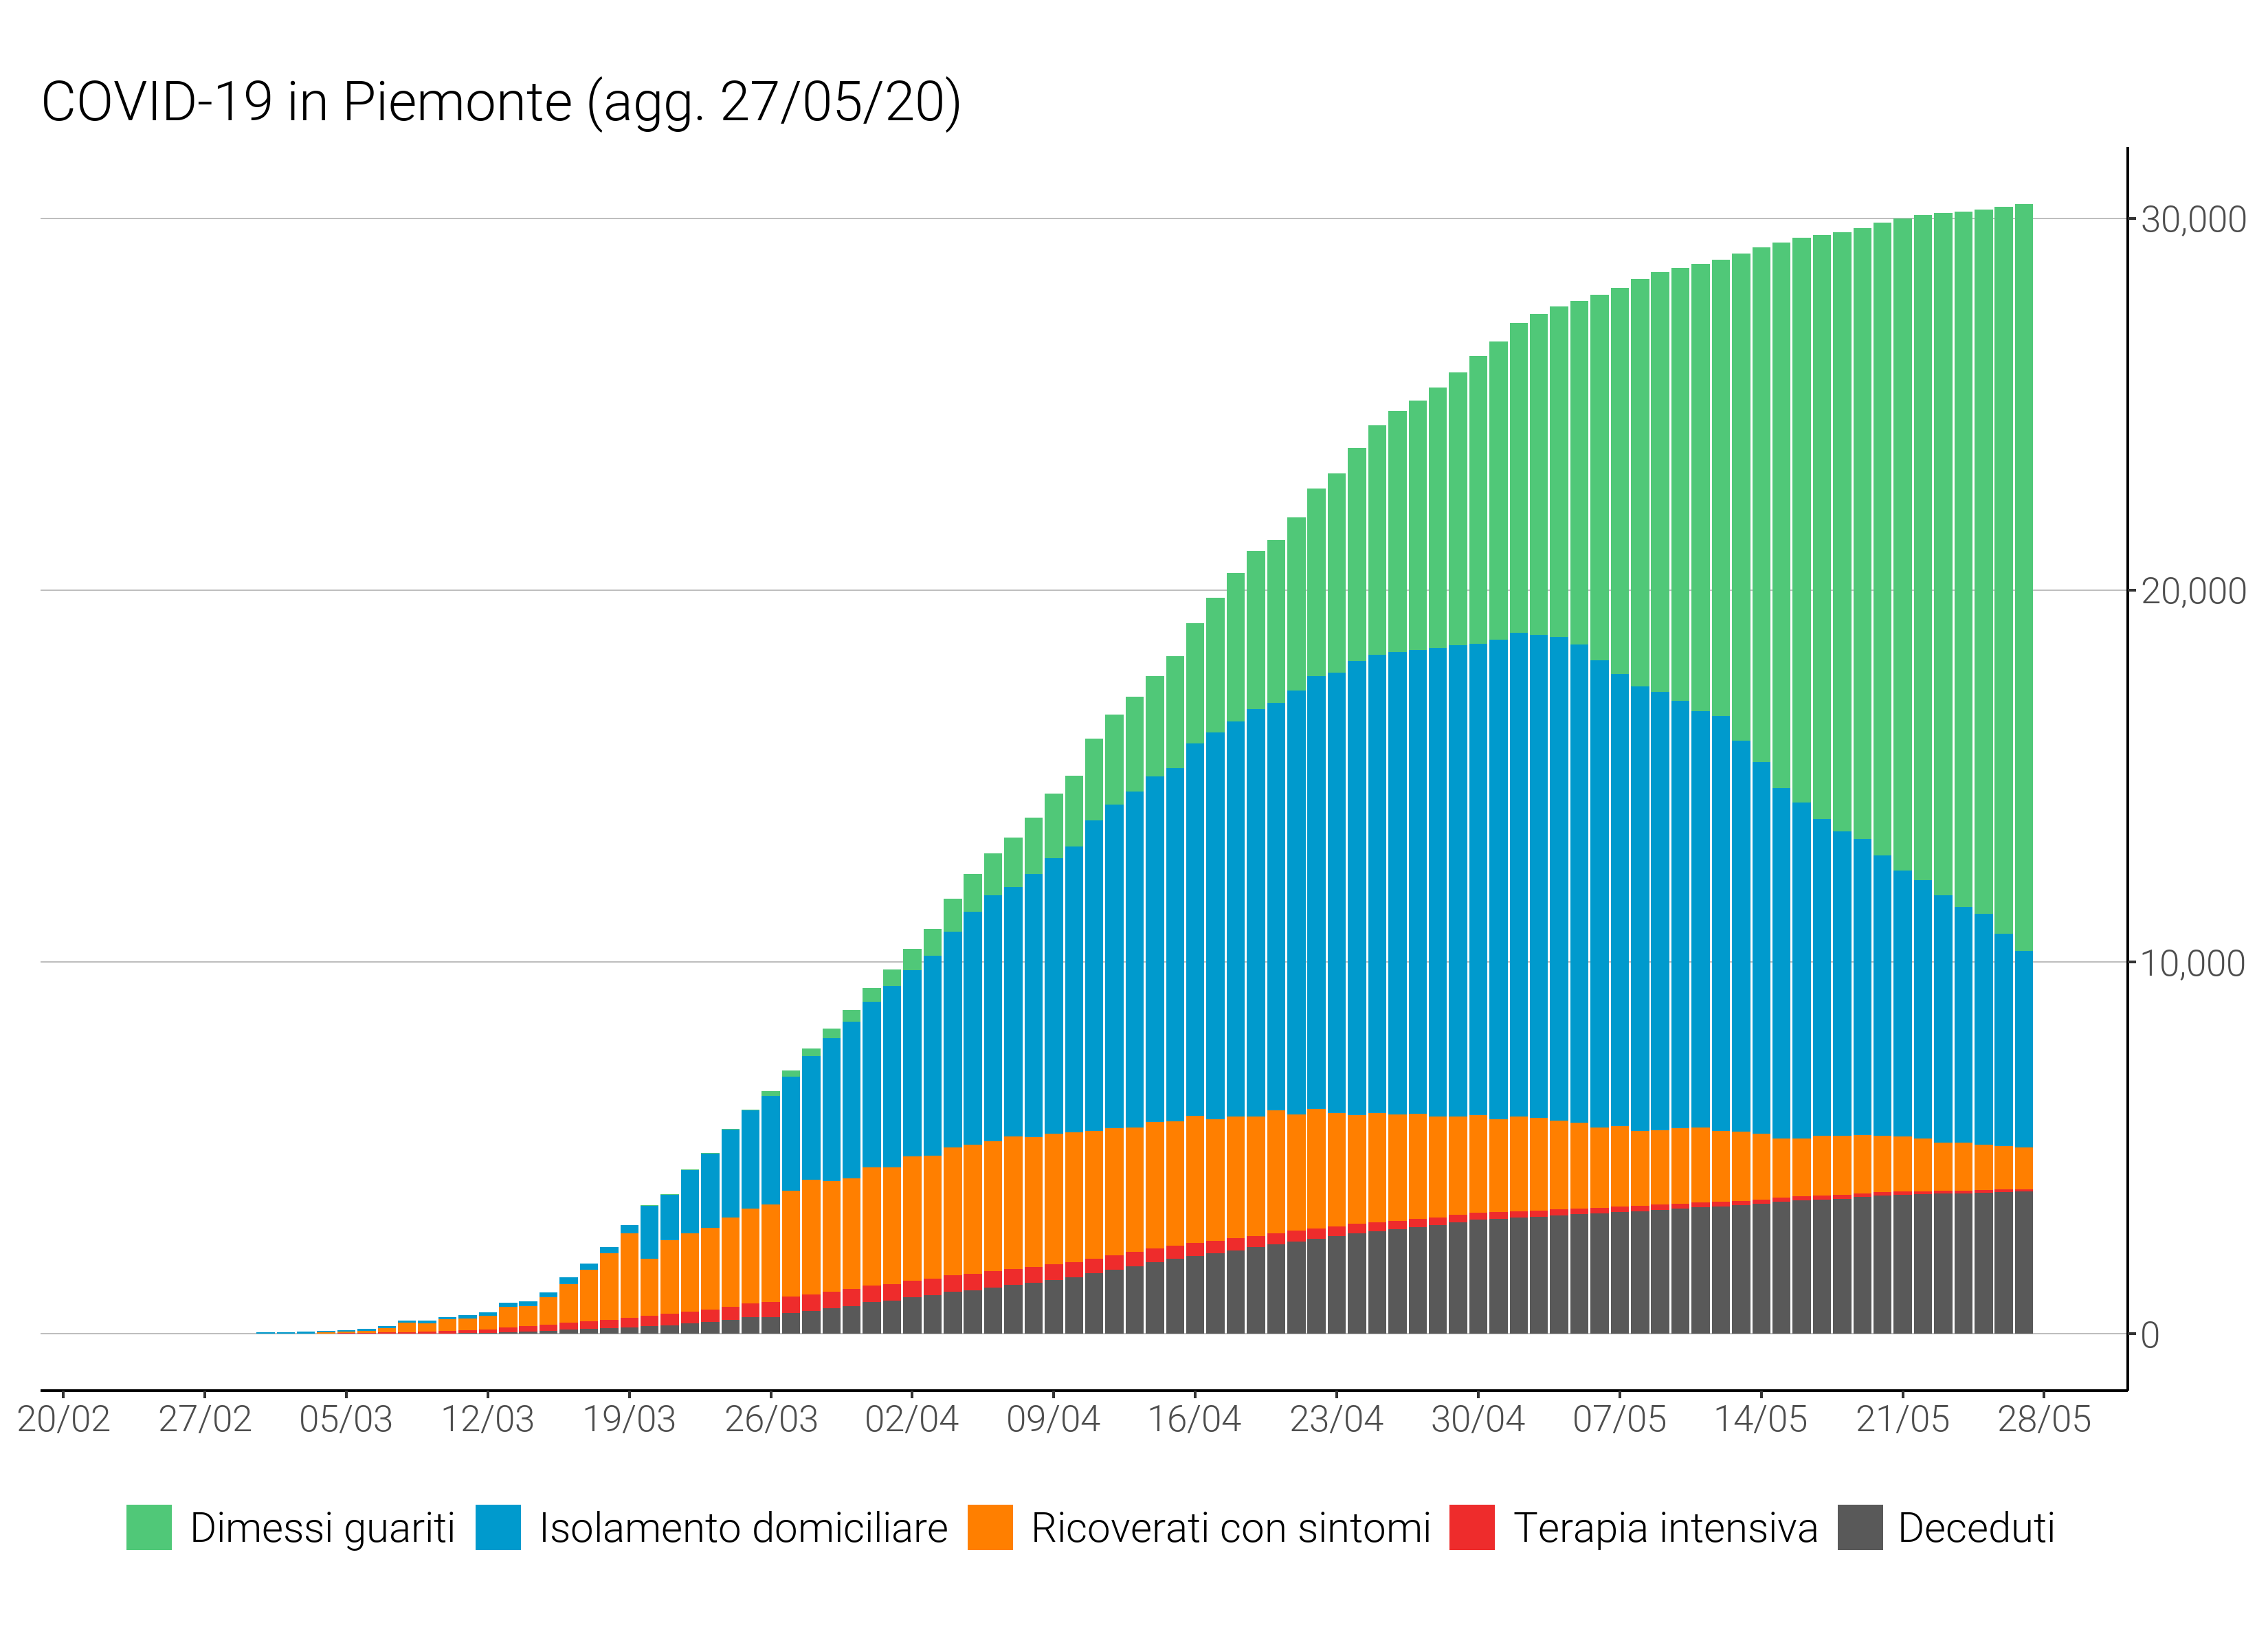 COVID-19 in Piemonte (agg. 27/05/20)
30,000
20,000
10,000
0
20/02 27/02 05/03 12/03 19/03 26/03 02/04 09/04 16/04 23/04 30/04 07/05 14/05 21/05 28/05
Dimessi guariti Isolamento domiciliare Ricoverati con sintomi Terapia intensiva Deceduti